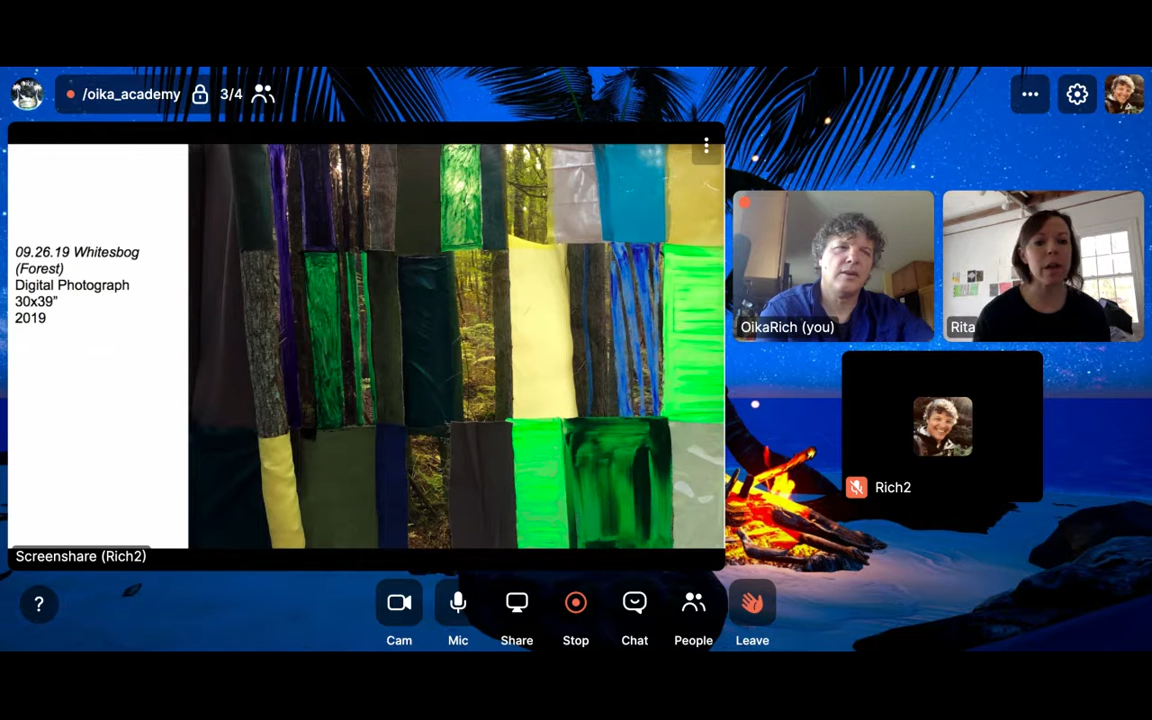 /oika_academy 3/4
09.26.19 Whitesbog
(Forest)
Digital Photograph
30x39"
2019
OikaRich (you)
Rita
Rich2
Screenshare (Rich2)
?
Cam Mic Share Stop Chat People Leave